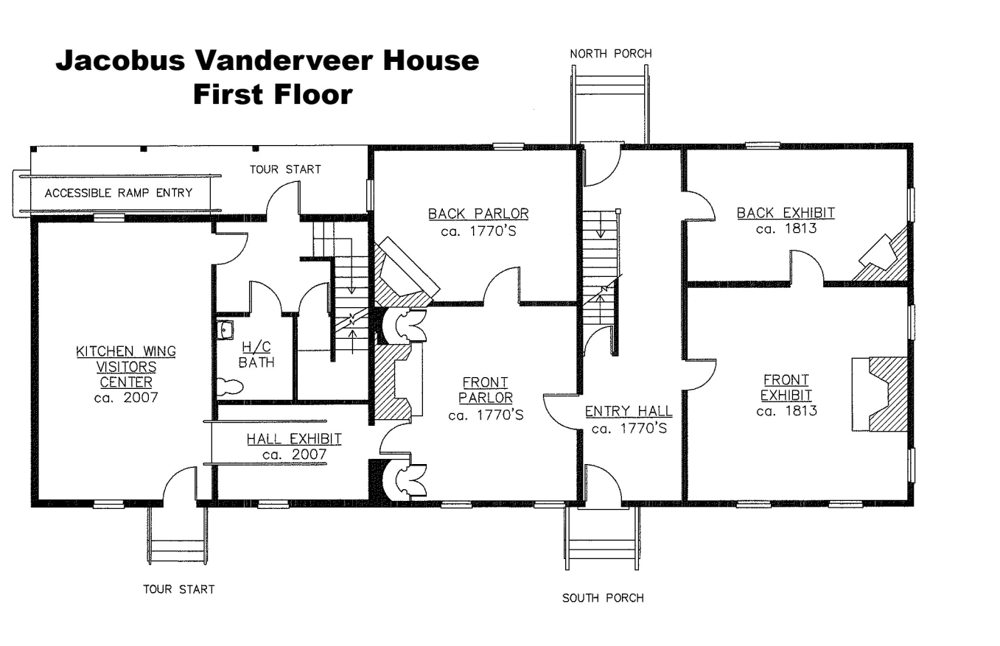 Jacobus Vanderveer House
First Floor
NORTH PORCH
TOUR START
ACCESSIBLE RAMP ENTRY
BACK PARLOR
ca. 1770'S
BACK EXHIBIT
ca. 1813
KITCHEN WING
VISITORS
CENTER
ca. 2007
H/C
BATH
FRONT
PARLOR
ca. 1770'S
ENTRY HALL
ca. 1770'S
FRONT
EXHIBIT
ca. 1813
HALL EXHIBIT
ca. 2007
TOUR START
SOUTH PORCH